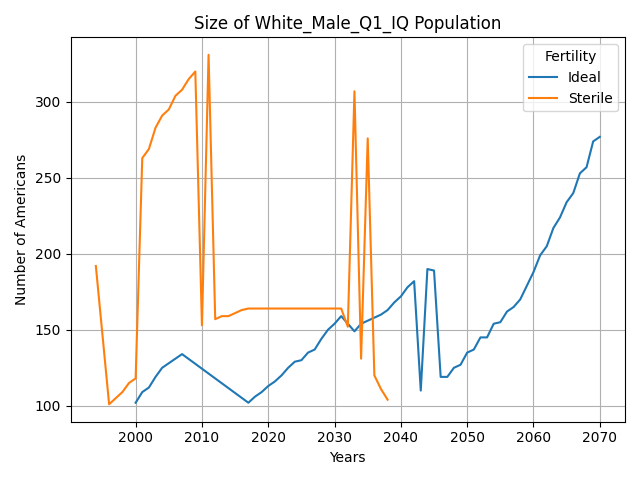 Size of White_Male_Q1_IQ Population
Fertility
Ideal
Sterile
Number of Americans
300
250
200
150
100
2000 2010 2020 2030 2040 2050 2060 2070
Years